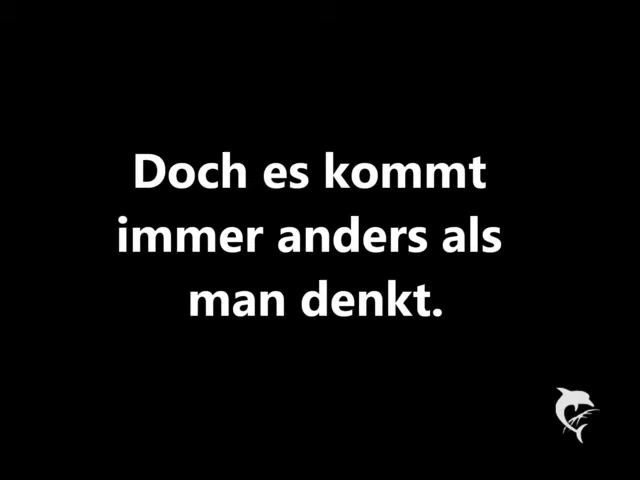 Doch es kommt
immer anders als
man denkt.